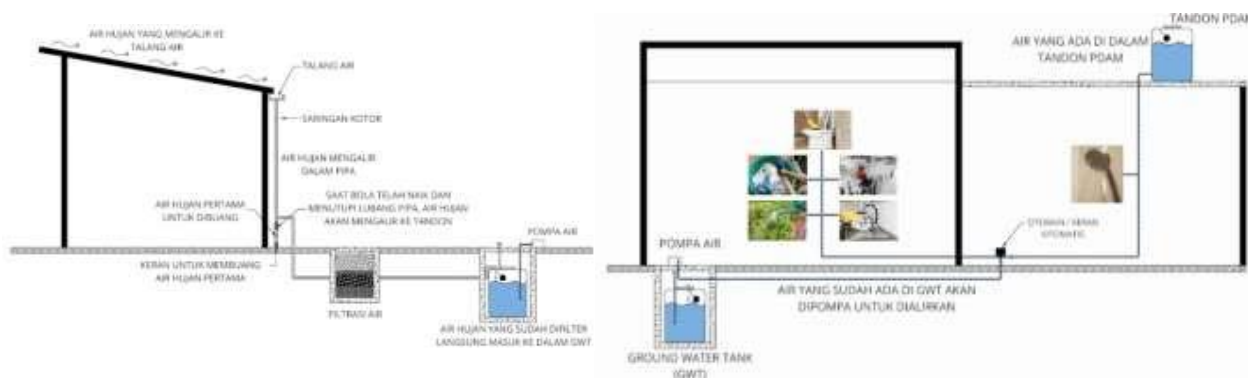 AIR HUJAN YANG MENGALIR KE
TALANG AIR
TALANG AIR
SARINGAN KOTOR
AIR HUJAN MENGALIR
DALAM PIPA
SAAT BOLA TELAH NAIK DAN
MENUTUPI LUBANG PIPA, AIR HUJAN
AKAN MENGALIR KE TANDON
AIR HUJAN PERTAMA
UNTUK DIBUANG
POMPA AIR
KERAN UNTUK MEMBUANG
AIR HUJAN PERTAMA
FILTRASI AIR
AIR HUJAN YANG SUDAH DIFILTER
LANGSUNG MASUK KE DALAM GWT
TANDON PDAM
AIR YANG ADA DI DALAM
TANDON PDAM
OTOMATIS
POMPA AIR
AIR YANG SUDAH ADA DI GWT AKAN
DIPOMPA UNTUK DIALIRKAN
GROUND WATER TANK
(GWT)